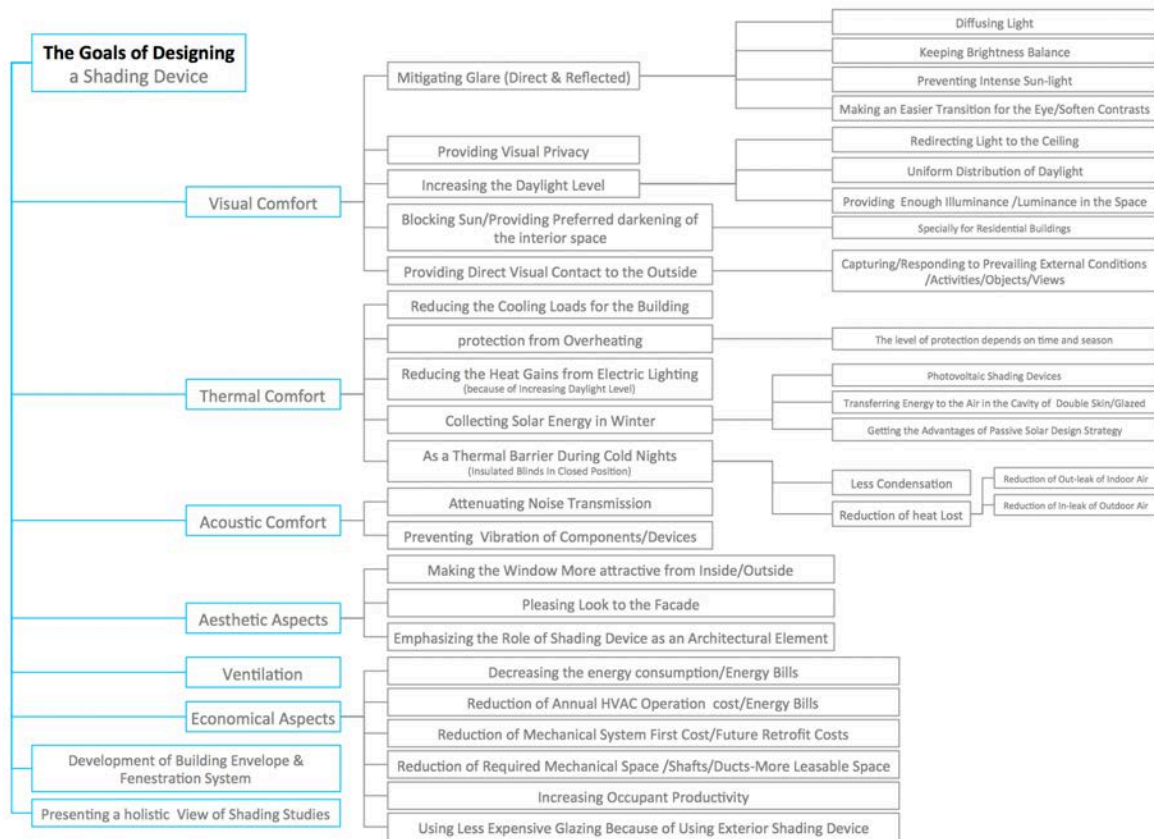 The Goals of Designing
a Shading Device
Visual Comfort
Mitigating Glare (Direct & Reflected)
Diffusing Light
Keeping Brightness Balance
Preventing Intense Sun-light
Making an Easier Transition for the Eye/Soften Contrasts
Providing Visual Privacy
Increasing the Daylight Level
Redirecting Light to the Ceiling
Uniform Distribution of Daylight
Providing Enough Illuminance /Luminance in the Space
Blocking Sun/Providing Preferred darkening of
the interior space
Specially for Residential Buildings
Providing Direct Visual Contact to the Outside
Capturing/Responding to Prevailing External Conditions
/Activities/Objects/Views
Thermal Comfort
Reducing the Cooling Loads for the Building
protection from Overheating
The level of protection depends on time and season
Reducing the Heat Gains from Electric Lighting
(because of Increasing Daylight Level)
Collecting Solar Energy in Winter
Photovoltaic Shading Devices
Transferring Energy to the Air in the Cavity of Double Skin/Glazed
Getting the Advantages of Passive Solar Design Strategy
As a Thermal Barrier During Cold Nights
(Insulated Blinds In Closed Position)
Less Condensation
Reduction of heat Lost
Reduction of Out-leak of Indoor Air
Reduction of In-leak of Outdoor Air
Acoustic Comfort
Attenuating Noise Transmission
Preventing Vibration of Components/Devices
Aesthetic Aspects
Making the Window More attractive from Inside/Outside
Pleasing Look to the Facade
Emphasizing the Role of Shading Device as an Architectural Element
Ventilation
Economical Aspects
Decreasing the energy consumption/Energy Bills
Reduction of Annual HVAC Operation cost/Energy Bills
Reduction of Mechanical System First Cost/Future Retrofit Costs
Reduction of Required Mechanical Space /Shafts/Ducts-More Leasable Space
Increasing Occupant Productivity
Using Less Expensive Glazing Because of Using Exterior Shading Device
Development of Building Envelope &
Fenestration System
Presenting a holistic View of Shading Studies